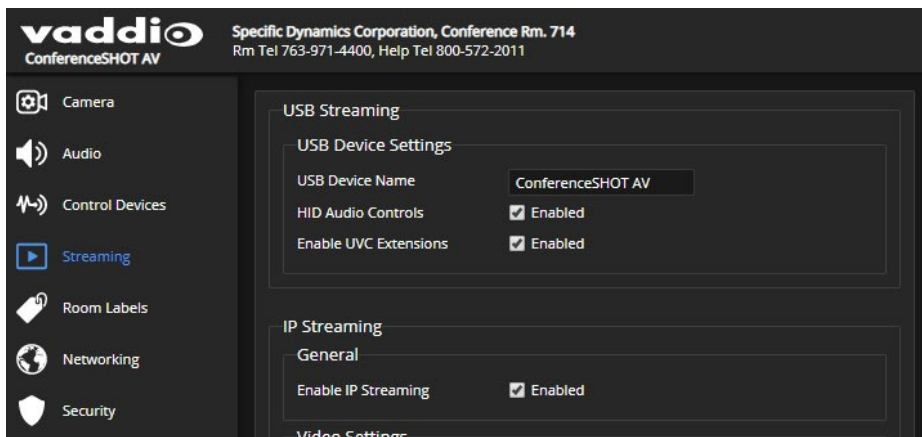 vaddio
ConferenceSHOT AV
Specific Dynamics Corporation, Conference Rm. 714
Rm Tel 763-971-4400, Help Tel 800-572-2011
Camera
Audio
Control Devices
Streaming
Room Labels
Networking
Security
USB Streaming
USB Device Settings
USB Device Name ConferenceSHOT AV
HID Audio Controls Enabled
Enable UVC Extensions Enabled
IP Streaming
General
Enable IP Streaming Enabled
Video Settings